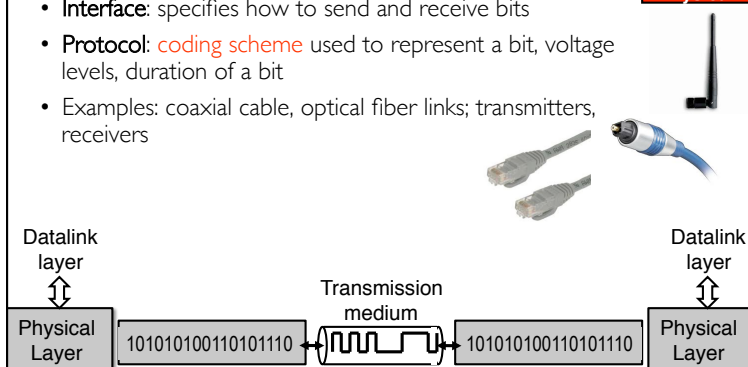 • Interface: specifies how to send and receive bits
• Protocol: coding scheme used to represent a bit, voltage
levels, duration of a bit
• Examples: coaxial cable, optical fiber links; transmitters,
receivers
Datalink
layer
Transmission
medium
Datalink
layer
Physical
Layer
101010100110101110
101010100110101110
Physical
Layer